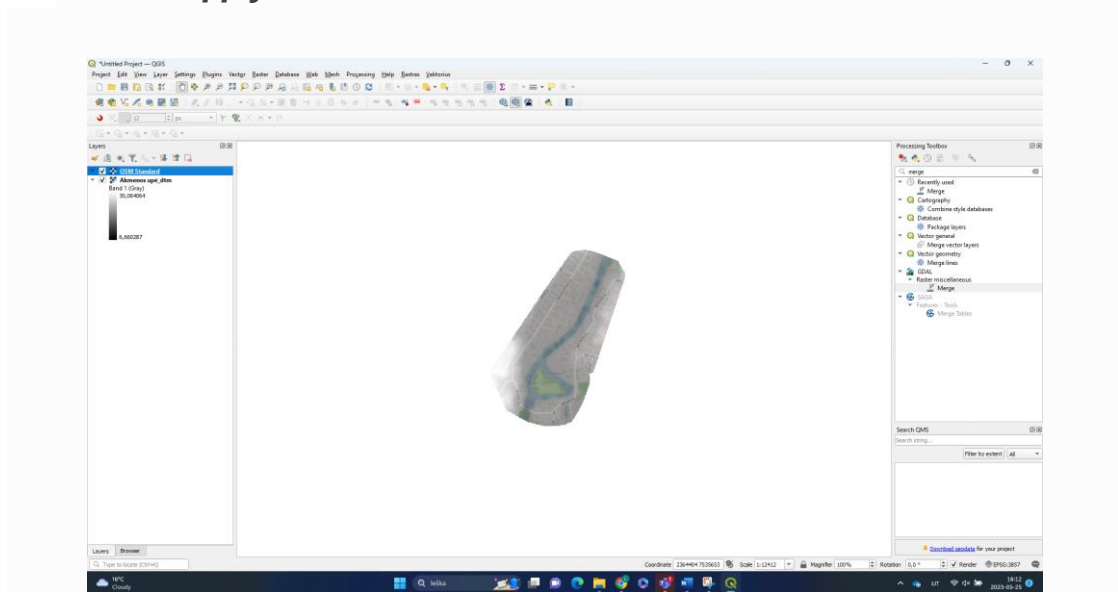 *Untitled Project — QGIS
Project Edit View Layer Settings Plugins Vector Raster Database Web Mesh Processing Help
12 px
Layers
OSM Standard
Akmenos upė_dtm
Band 1 (Gray)
30,084064
6,660287
Layers Browser
Type to locate (Ctrl+K)
Processing Toolbox
merge
Recently used
Merge
Cartography
Combine style databases
Database
Package layers
Vector general
Merge vector layers
Vector geometry
Merge lines
GDAL
Raster miscellaneous
Merge
SAGA
Features - Tools
Merge Tables
Search QMS
Search string...
Filter by extent All
Download geodata for your project
Coordinate 2364404 7535653 Scale 1:12412 Magnifier 100% Rotation 0,0 ° Render EPSG:3857
16°C
Cloudy
Ieška
LIT
16:12
2023-05-25